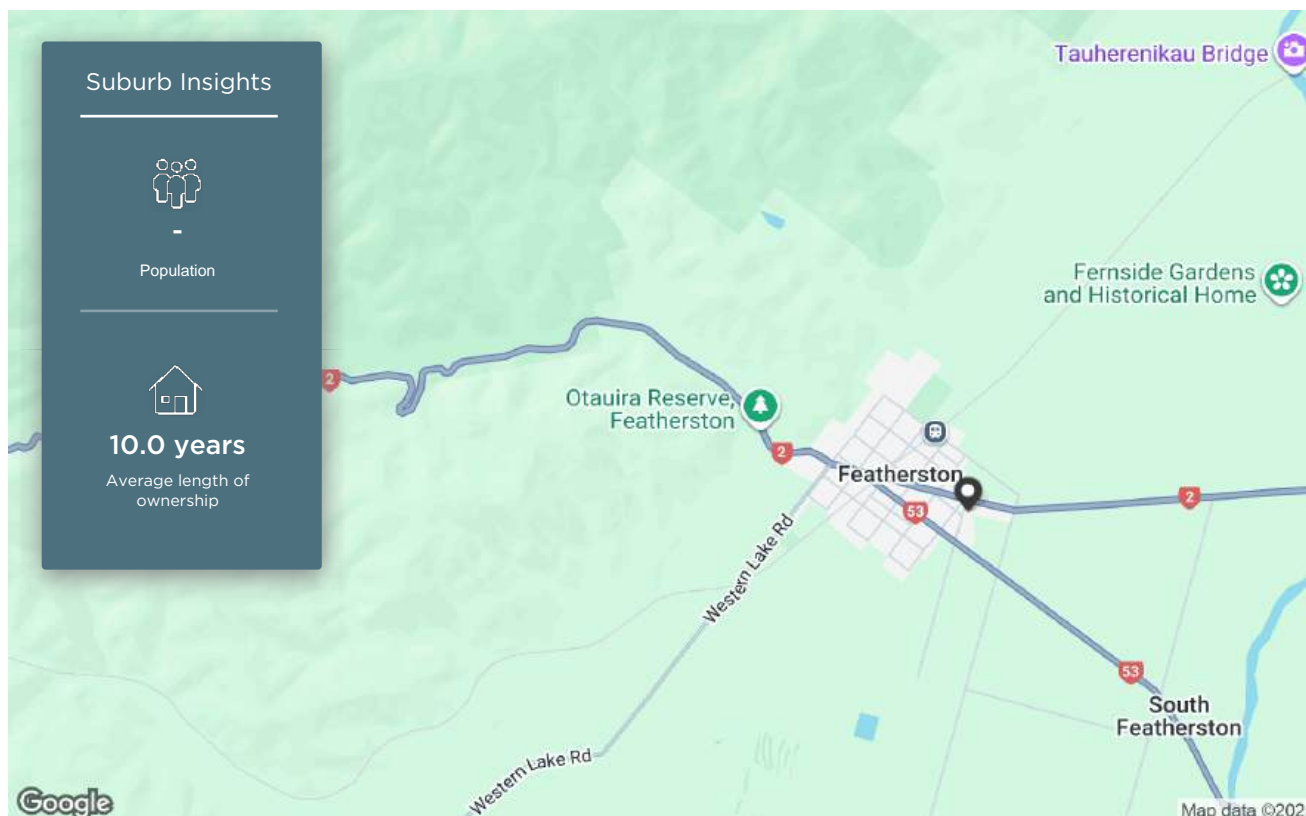 Suburb Insights
-
Population
10.0 years
Average length of
ownership
Tauherenikau Bridge
Fernside Gardens
and Historical Home
2
Otauira Reserve,
Featherston
2
Featherston
53
2
Western Lake Rd
53
South
Featherston
Western Lake Rd
Google
Map data ©202